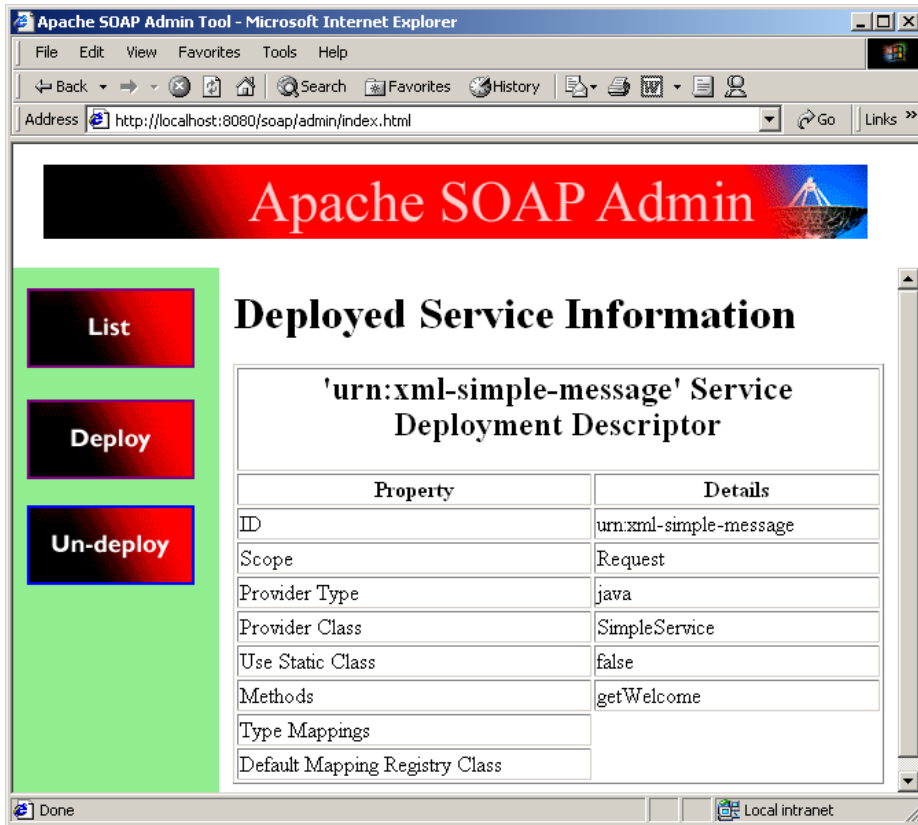 Apache SOAP Admin Tool - Microsoft Internet Explorer
File Edit View Favorites Tools Help
Back Search Favorites History
Address http://localhost:8080/soap/admin/index.html Go Links »
Apache SOAP Admin
List
Deploy
Un-deploy
Deployed Service Information
'urn:xml-simple-message' Service
Deployment Descriptor
Property Details
ID urn:xml-simple-message
Scope Request
Provider Type java
Provider Class SimpleService
Use Static Class false
Methods getWelcome
Type Mappings
Default Mapping Registry Class
Done Local intranet